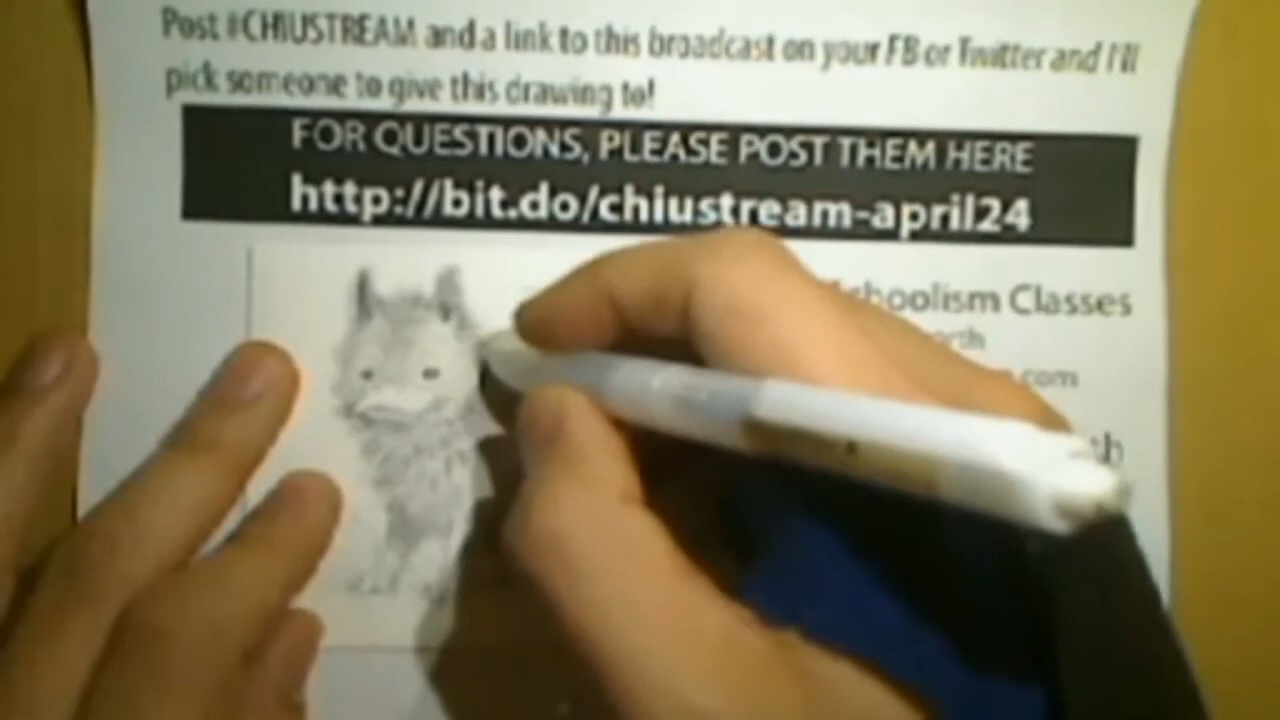 Post #CHIUSTREAM and a link to this broadcast on your FB or Twitter and I'll
pick someone to give this drawing to!
FOR QUESTIONS, PLEASE POST THEM HERE
http://bit.do/chiustream-april24
Classes
.com